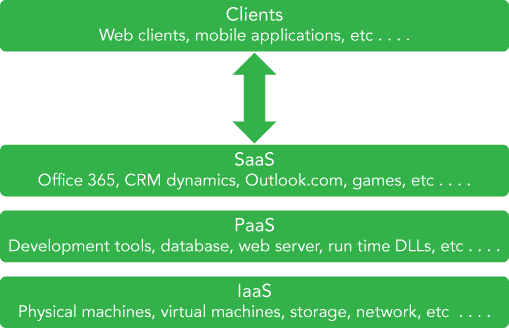 Clients
Web clients, mobile applications, etc . . . .
SaaS
Office 365, CRM dynamics, Outlook.com, games, etc . . . .
PaaS
Development tools, database, web server, run time DLLs, etc . . . .
IaaS
Physical machines, virtual machines, storage, network, etc  . . . .